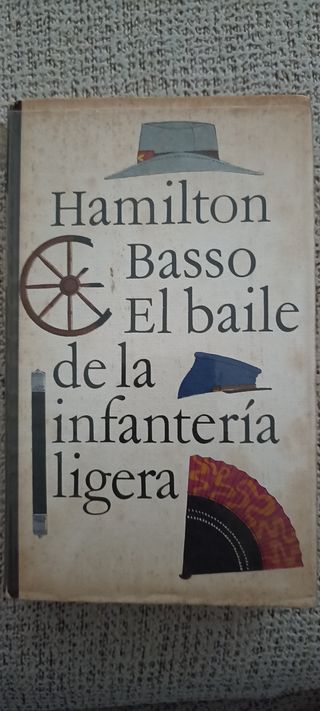 Hamilton
Basso
El baile
de la
infantería
ligera